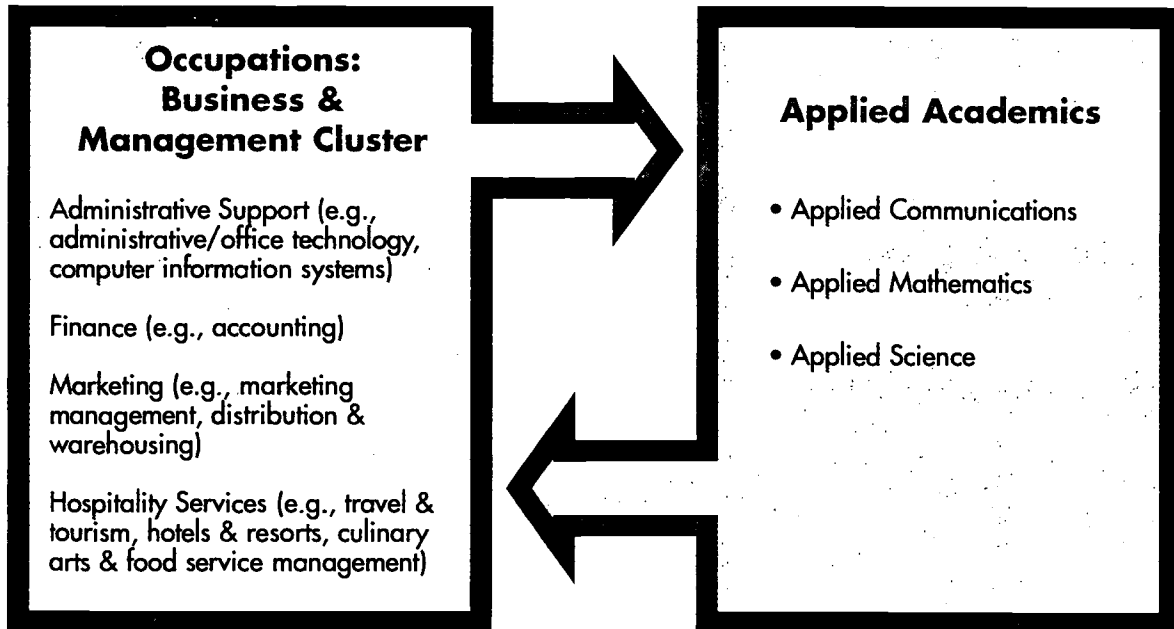 Occupations:
Business &
Management Cluster
Administrative Support (e.g.,
administrative/office technology,
computer information systems)
Finance (e.g., accounting)
Marketing (e.g., marketing
management, distribution &
warehousing)
Hospitality Services (e.g., travel &
tourism, hotels & resorts, culinary
arts & food service management)
Applied Academics
• Applied Communications
• Applied Mathematics
• Applied Science